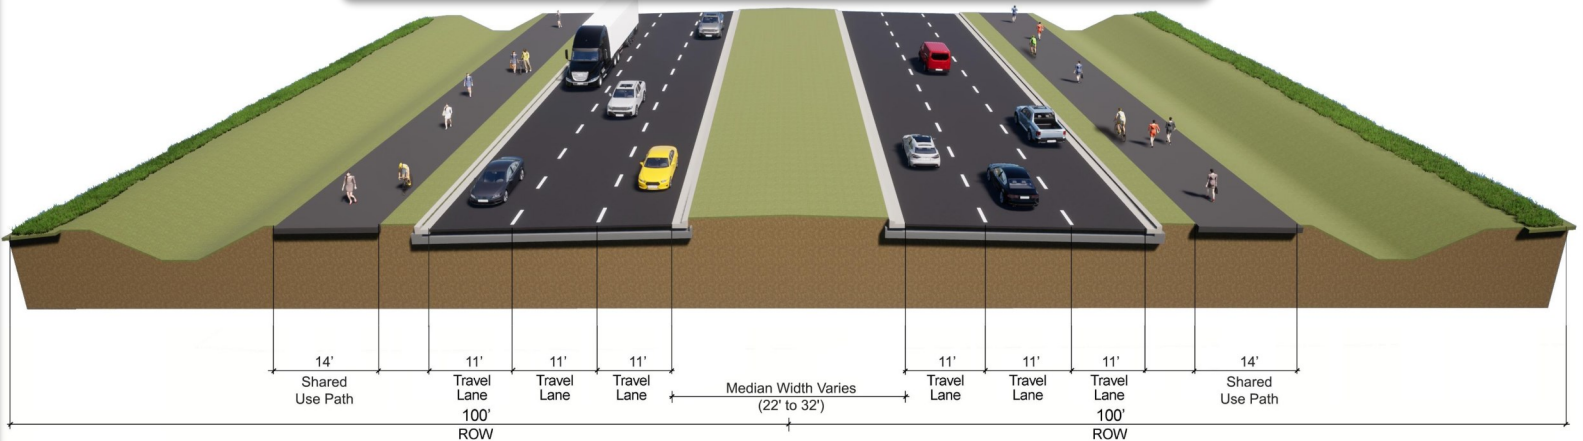 14'
Shared
Use Path
11'
Travel
Lane
11'
Travel
Lane
11'
Travel
Lane
Median Width Varies
(22' to 32')
11'
Travel
Lane
11'
Travel
Lane
11'
Travel
Lane
14'
Shared
Use Path
100'
ROW
100'
ROW